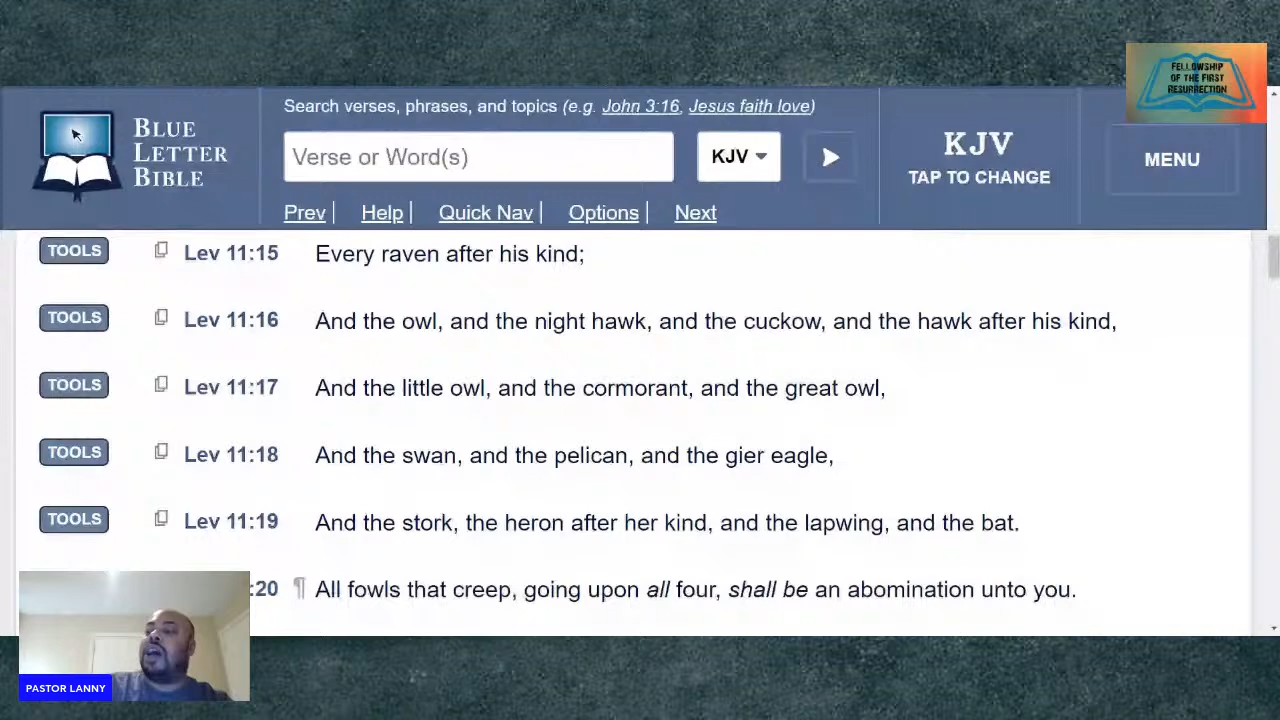 FELLOWSHIP
OF THE FIRST
RESURRECTION
BLUE
LETTER
BIBLE
Search verses, phrases, and topics (e.g. John 3:16, Jesus faith love)
Verse or Word(s)
KJV
KJV
TAP TO CHANGE
MENU
Prev
Help
Quick Nav
Options
Next
TOOLS Lev 11:15 Every raven after his kind;
TOOLS Lev 11:16 And the owl, and the night hawk, and the cuckow, and the hawk after his kind,
TOOLS Lev 11:17 And the little owl, and the cormorant, and the great owl,
TOOLS Lev 11:18 And the swan, and the pelican, and the gier eagle,
TOOLS Lev 11:19 And the stork, the heron after her kind, and the lapwing, and the bat.
:20 ¶ All fowls that creep, going upon all four, shall be an abomination unto you.
PASTOR LANNY